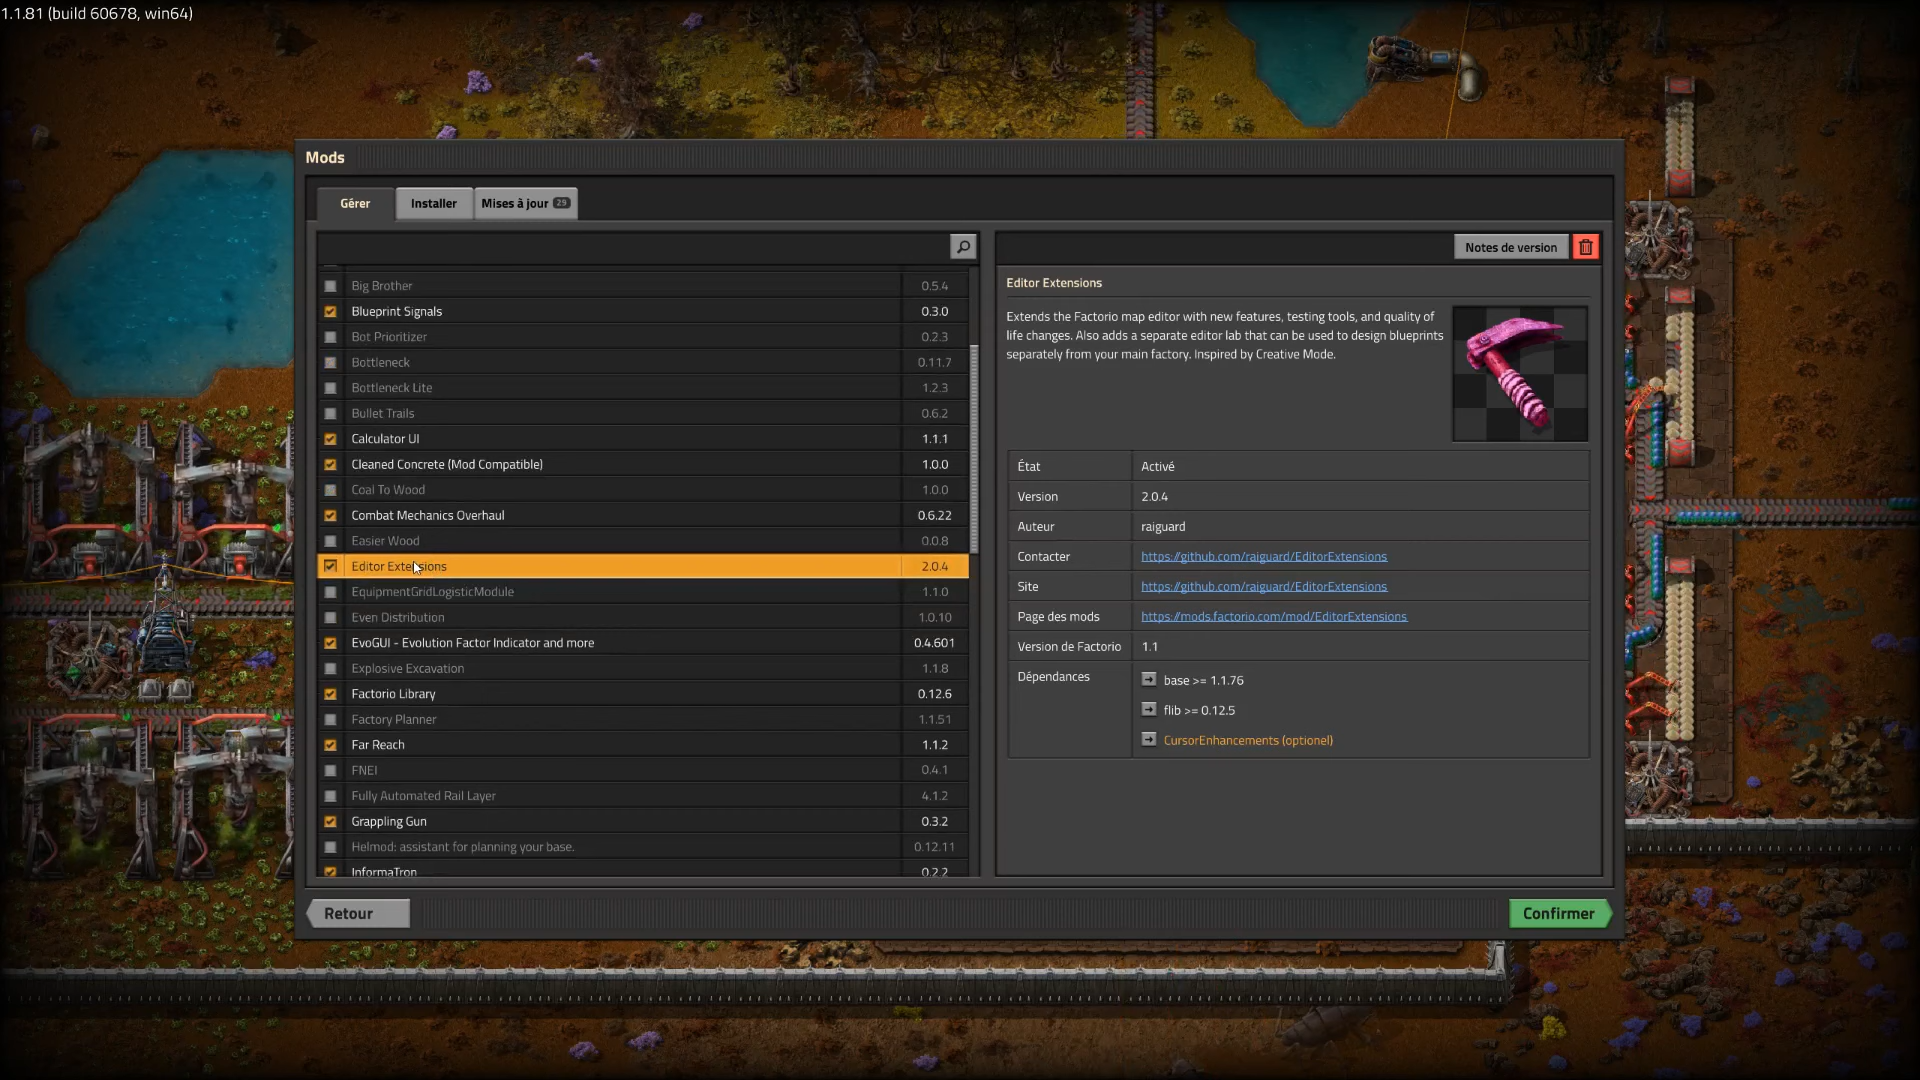 1.1.81 (build 60678, win64)
Mods
Gérer Installer Mises à jour 29
Big Brother 0.5.4
Blueprint Signals 0.3.0
Bot Prioritizer 0.2.3
Bottleneck 0.11.7
Bottleneck Lite 1.2.3
Bullet Trails 0.6.2
Calculator UI 1.1.1
Cleaned Concrete (Mod Compatible) 1.0.0
Coal To Wood 1.0.0
Combat Mechanics Overhaul 0.6.22
Easier Wood 0.0.8
Editor Extensions 2.0.4
EquipmentGridLogisticModule 1.1.0
Even Distribution 1.0.10
EvoGUI - Evolution Factor Indicator and more 0.4.601
Explosive Excavation 1.1.8
Factorio Library 0.12.6
Factory Planner 1.1.51
Far Reach 1.1.2
FNEI 0.4.1
Fully Automated Rail Layer 4.1.2
Grappling Gun 0.3.2
Helmod: assistant for planning your base. 0.12.11
InformaTron 0.2.2
Notes de version
Editor Extensions
Extends the Factorio map editor with new features, testing tools, and quality of
life changes. Also adds a separate editor lab that can be used to design blueprints
separately from your main factory. Inspired by Creative Mode.
État Activé
Version 2.0.4
Auteur raiguard
Contacter https://github.com/raiguard/EditorExtensions
Site https://github.com/raiguard/EditorExtensions
Page des mods https://mods.factorio.com/mod/EditorExtensions
Version de Factorio 1.1
Dépendances base >= 1.1.76
flib >= 0.12.5
CursorEnhancements (optionel)
Retour
Confirmer